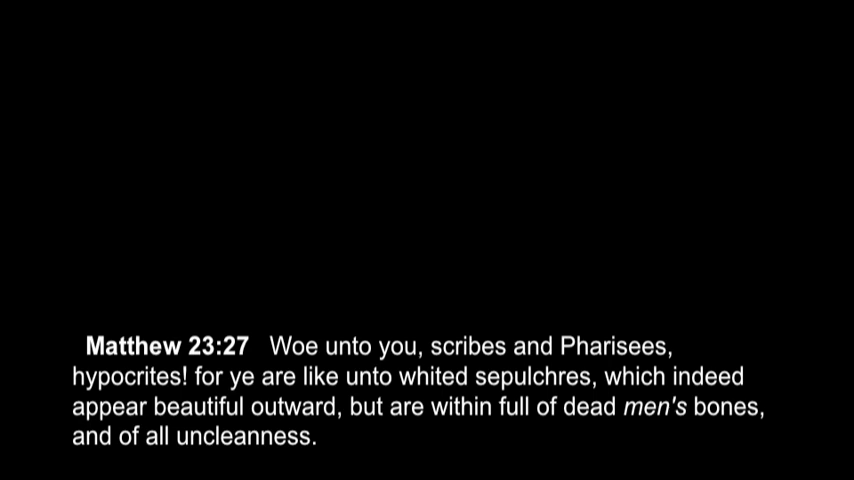 Matthew 23:27 Woe unto you, scribes and Pharisees,
hypocrites! for ye are like unto whited sepulchres, which indeed
appear beautiful outward, but are within full of dead men's bones,
and of all uncleanness.